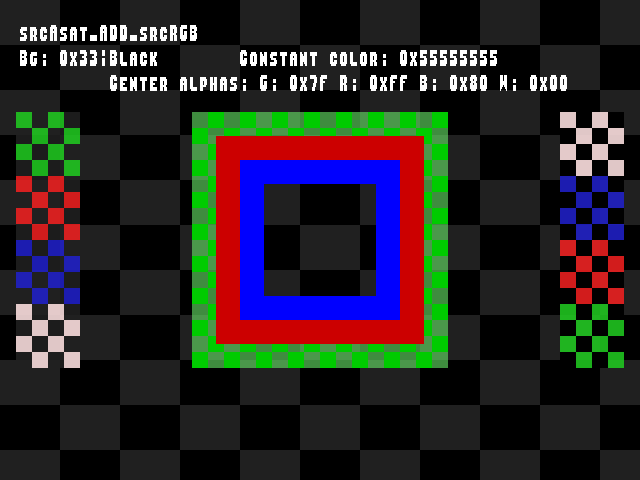 srcAsat_ADD_srcRGB
Bg: 0x33:Black Constant color: 0x55555555
Center alphas: G: 0x7f R: 0xff B: 0x80 W: 0x00